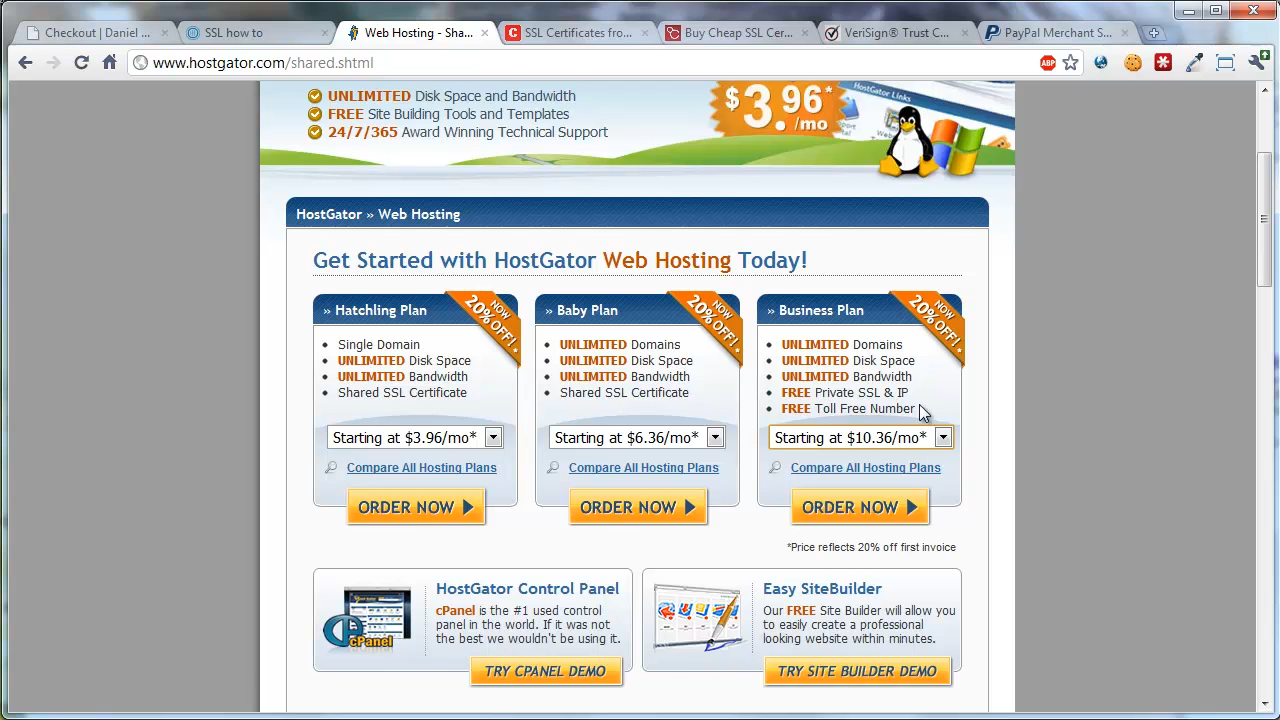 Checkout | Daniel ...
SSL how to
Web Hosting - Sha...
SSL Certificates fro...
Buy Cheap SSL Cer...
VeriSign® Trust C...
PayPal Merchant S...
www.hostgator.com/shared.shtml
ABP
UNLIMITED Disk Space and Bandwidth
FREE Site Building Tools and Templates
24/7/365 Award Winning Technical Support
$3.96*
/mo
HostGator Links
HostGator » Web Hosting
Get Started with HostGator Web Hosting Today!
» Hatchling Plan
NOW
20% OFF!
Single Domain
UNLIMITED Disk Space
UNLIMITED Bandwidth
Shared SSL Certificate
Starting at $3.96/mo*
Compare All Hosting Plans
ORDER NOW
» Baby Plan
NOW
20% OFF!
UNLIMITED Domains
UNLIMITED Disk Space
UNLIMITED Bandwidth
Shared SSL Certificate
Starting at $6.36/mo*
Compare All Hosting Plans
ORDER NOW
» Business Plan
NOW
20% OFF!
UNLIMITED Domains
UNLIMITED Disk Space
UNLIMITED Bandwidth
FREE Private SSL & IP
FREE Toll Free Number
Starting at $10.36/mo*
Compare All Hosting Plans
ORDER NOW
*Price reflects 20% off first invoice
HostGator Control Panel
cPanel is the #1 used control
panel in the world. If it was not
the best we wouldn't be using it.
cPanel
TRY CPANEL DEMO
Easy SiteBuilder
Our FREE Site Builder will allow you
to easily create a professional
looking website within minutes.
TRY SITE BUILDER DEMO